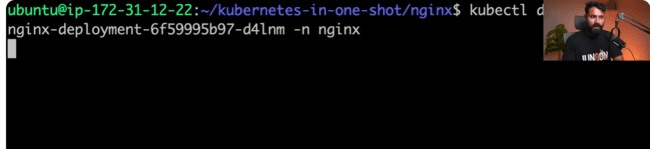 ubuntu@ip-172-31-12-22:~/kubernetes-in-one-shot/nginx$ kubectl d
nginx-deployment-6f59995b97-d4lnm -n nginx